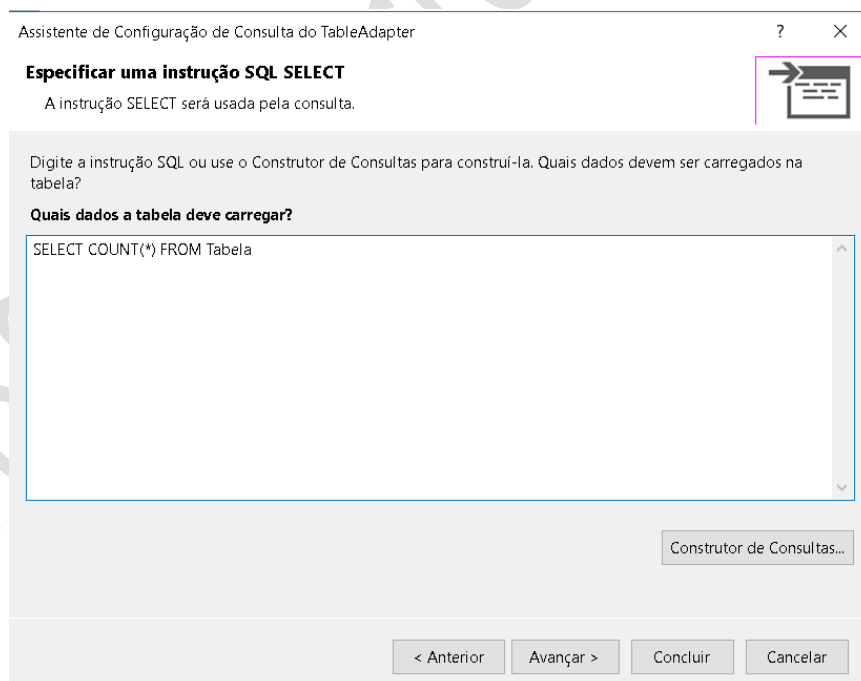 Assistente de Configuração de Consulta do TableAdapter
?
Especificar uma instrução SQL SELECT
A instrução SELECT será usada pela consulta.
Digite a instrução SQL ou use o Construtor de Consultas para construí-la. Quais dados devem ser carregados na
tabela?
Quais dados a tabela deve carregar?
SELECT COUNT(*) FROM Tabela
Construtor de Consultas...
< Anterior
Avançar >
Concluir
Cancelar